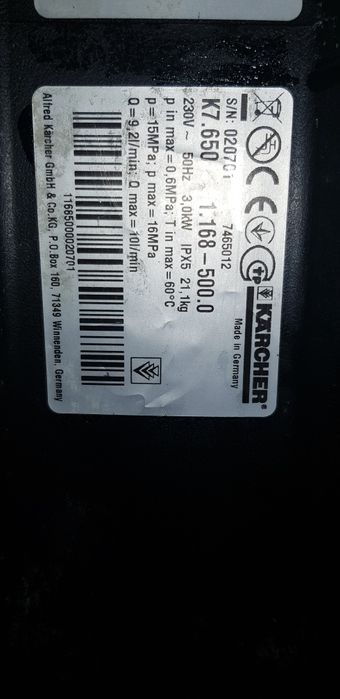 KÄRCHER®
Made in Germany
S/N: 020701 7465012
K7.650 1.168-500.0
230V~ 50Hz 3,0kW IPX5 21,1kg
p in max=0,6MPa; T in max=60°C
p=15MPa; p max=16MPa
Q=9,2l/min; Q max=10l/min
11685000020701
Alfred Kärcher GmbH & Co.KG, P.O.Box 160, 71349 Winnenden, Germany